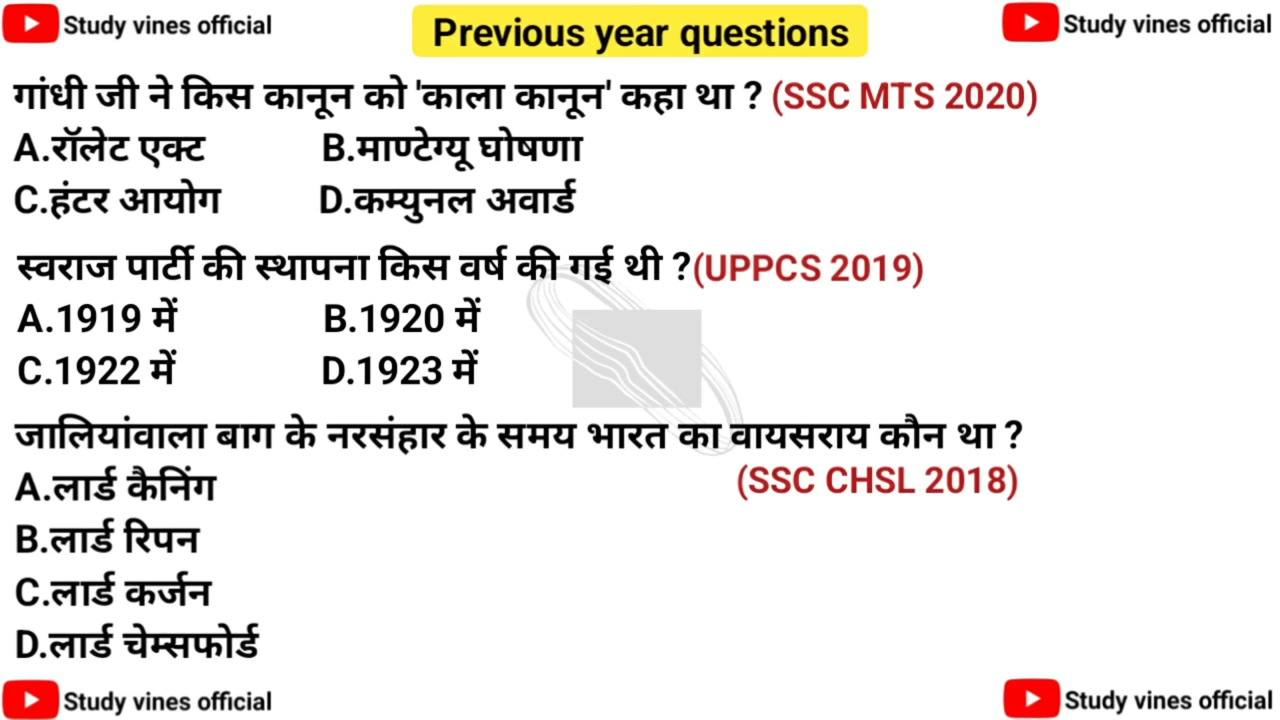 Study vines official
Previous year questions
Study vines official
गांधी जी ने किस कानून को 'काला कानून' कहा था ? (SSC MTS 2020)
A.रॉलेट एक्ट B.माण्टेग्यू घोषणा
C.हंटर आयोग D.कम्युनल अवार्ड
स्वराज पार्टी की स्थापना किस वर्ष की गई थी ?(UPPCS 2019)
A.1919 में B.1920 में
C.1922 में D.1923 में
जालियांवाला बाग के नरसंहार के समय भारत का वायसराय कौन था ?
(SSC CHSL 2018)
A.लार्ड कैनिंग
B.लार्ड रिपन
C.लार्ड कर्जन
D.लार्ड चेम्सफोर्ड
Study vines official
Study vines official